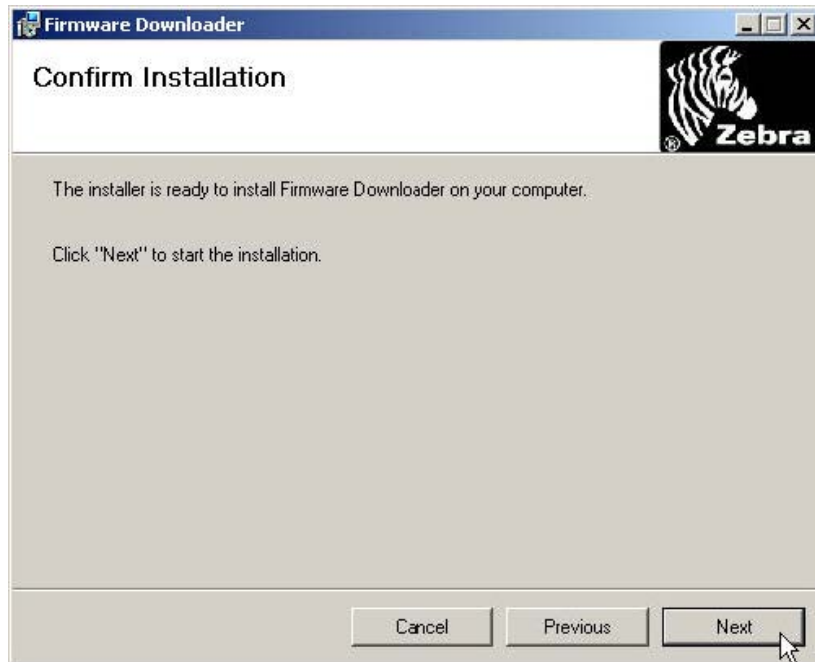 Firmware Downloader
Confirm Installation
® Zebra
The installer is ready to install Firmware Downloader on your computer.
Click "Next" to start the installation.
Cancel Previous Next